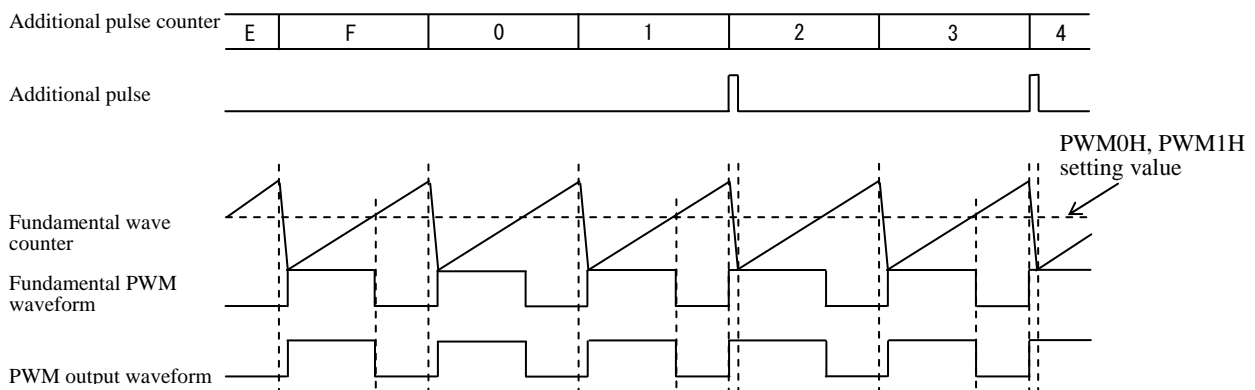 Additional pulse counter
E F 0 1 2 3 4
Additional pulse
PWM0H, PWM1H
setting value
Fundamental wave
counter
Fundamental PWM
waveform
PWM output waveform